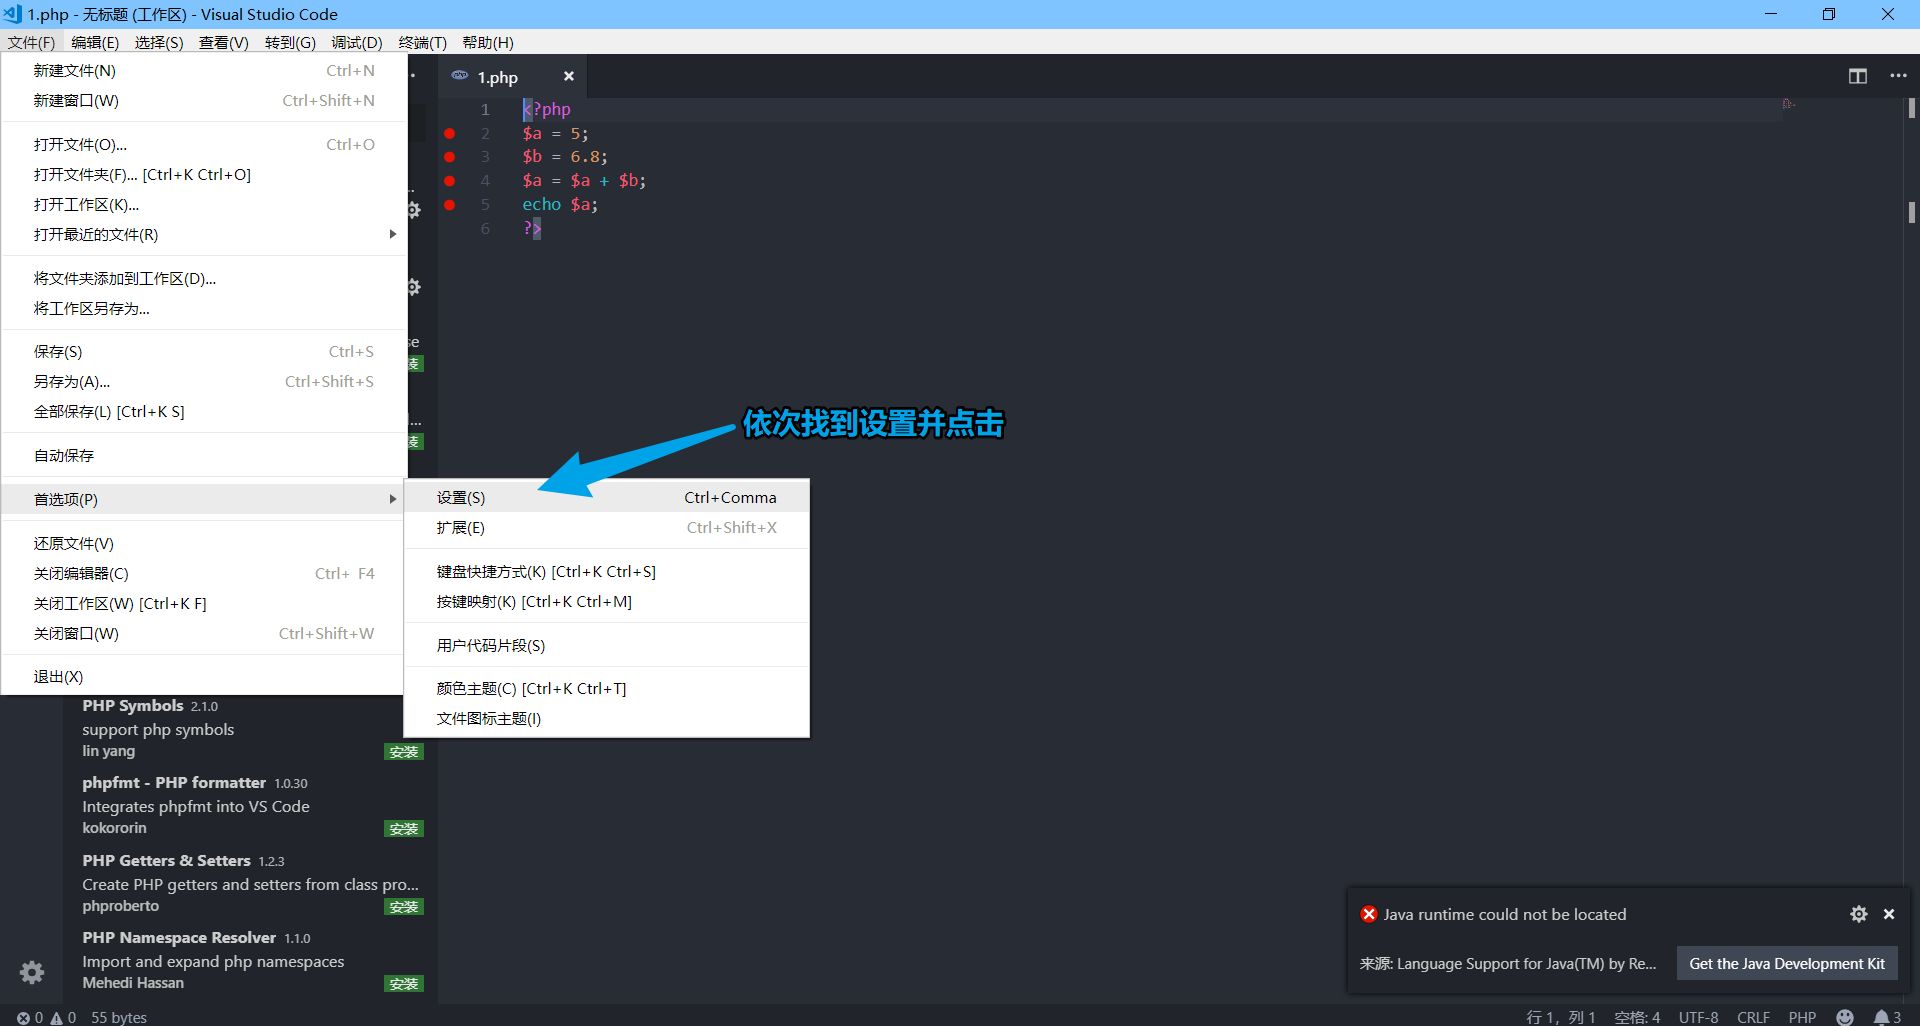 1.php - 无标题 (工作区) - Visual Studio Code
文件(F) 编辑(E) 选择(S) 查看(V) 转到(G) 调试(D) 终端(T) 帮助(H)
新建文件(N) Ctrl+N
新建窗口(W) Ctrl+Shift+N
打开文件(O)... Ctrl+O
打开文件夹(F)... [Ctrl+K Ctrl+O]
打开工作区(K)...
打开最近的文件(R)
将文件夹添加到工作区(D)...
将工作区另存为...
保存(S) Ctrl+S
另存为(A)... Ctrl+Shift+S
全部保存(L) [Ctrl+K S]
自动保存
首选项(P)
还原文件(V)
关闭编辑器(C) Ctrl+ F4
关闭工作区(W) [Ctrl+K F]
关闭窗口(W) Ctrl+Shift+W
退出(X)
设置(S) Ctrl+Comma
扩展(E) Ctrl+Shift+X
键盘快捷方式(K) [Ctrl+K Ctrl+S]
按键映射(K) [Ctrl+K Ctrl+M]
用户代码片段(S)
颜色主题(C) [Ctrl+K Ctrl+T]
文件图标主题(I)
依次找到设置并点击
1.php
1 <?php
2 $a = 5;
3 $b = 6.8;
4 $a = $a + $b;
5 echo $a;
6 ?>
se
装
装
PHP Symbols 2.1.0
support php symbols
lin yang 安装
phpfmt - PHP formatter 1.0.30
Integrates phpfmt into VS Code
kokororin 安装
PHP Getters & Setters 1.2.3
Create PHP getters and setters from class pro...
phproberto 安装
PHP Namespace Resolver 1.1.0
Import and expand php namespaces
Mehedi Hassan 安装
Java runtime could not be located
来源: Language Support for Java(TM) by Re...
Get the Java Development Kit
0 0 55 bytes
行 1，列 1 空格: 4 UTF-8 CRLF PHP 3